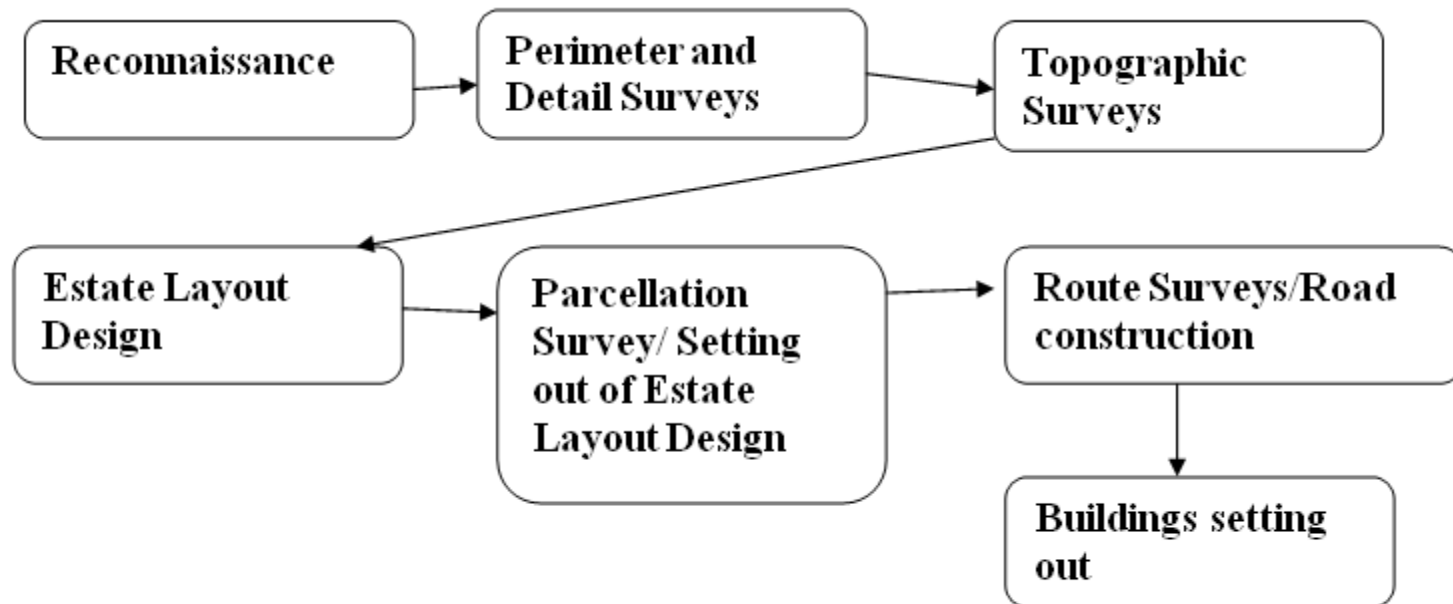 Reconnaissance
Perimeter and
Detail Surveys
Topographic
Surveys
Estate Layout
Design
Parcellation
Survey/ Setting
out of Estate
Layout Design
Route Surveys/Road
construction
Buildings setting
out